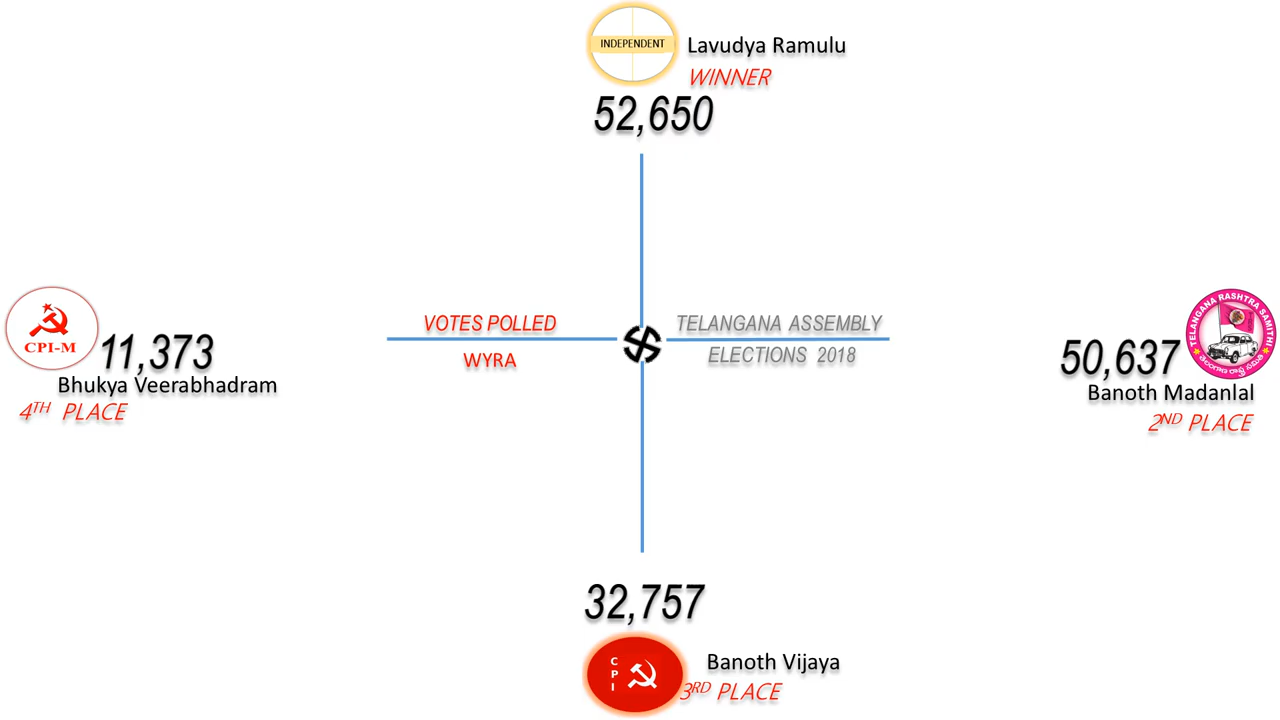 INDEPENDENT
Lavudya Ramulu
WINNER
52,650
CPI-M
11,373
Bhukya Veerabhadram
4TH PLACE
VOTES POLLED
WYRA
TELANGANA ASSEMBLY
ELECTIONS 2018
TELANGANA RASHTRA SAMITHI
50,637
Banoth Madanlal
2ND PLACE
32,757
C
P
I
Banoth Vijaya
3RD PLACE